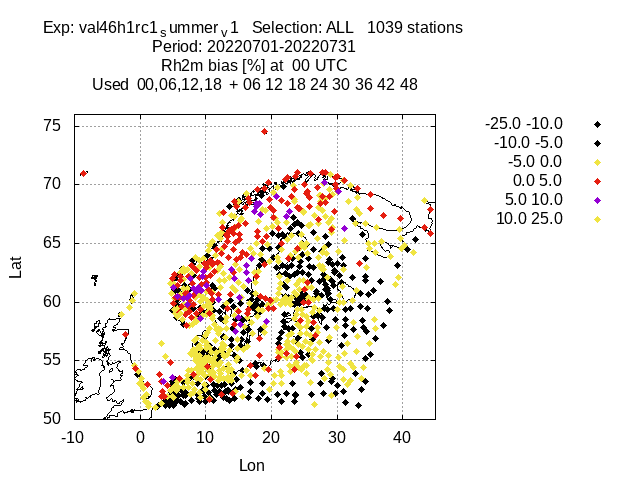 Exp: val46h1rc1summerv1 Selection: ALL 1039 stations
Period: 20220701-20220731
Rh2m bias [%] at 00 UTC
Used 00,06,12,18 + 06 12 18 24 30 36 42 48
-25.0 -10.0
-10.0 -5.0
-5.0 0.0
0.0 5.0
5.0 10.0
10.0 25.0
75
70
65
60
55
50
Lat
-10 0 10 20 30 40
Lon